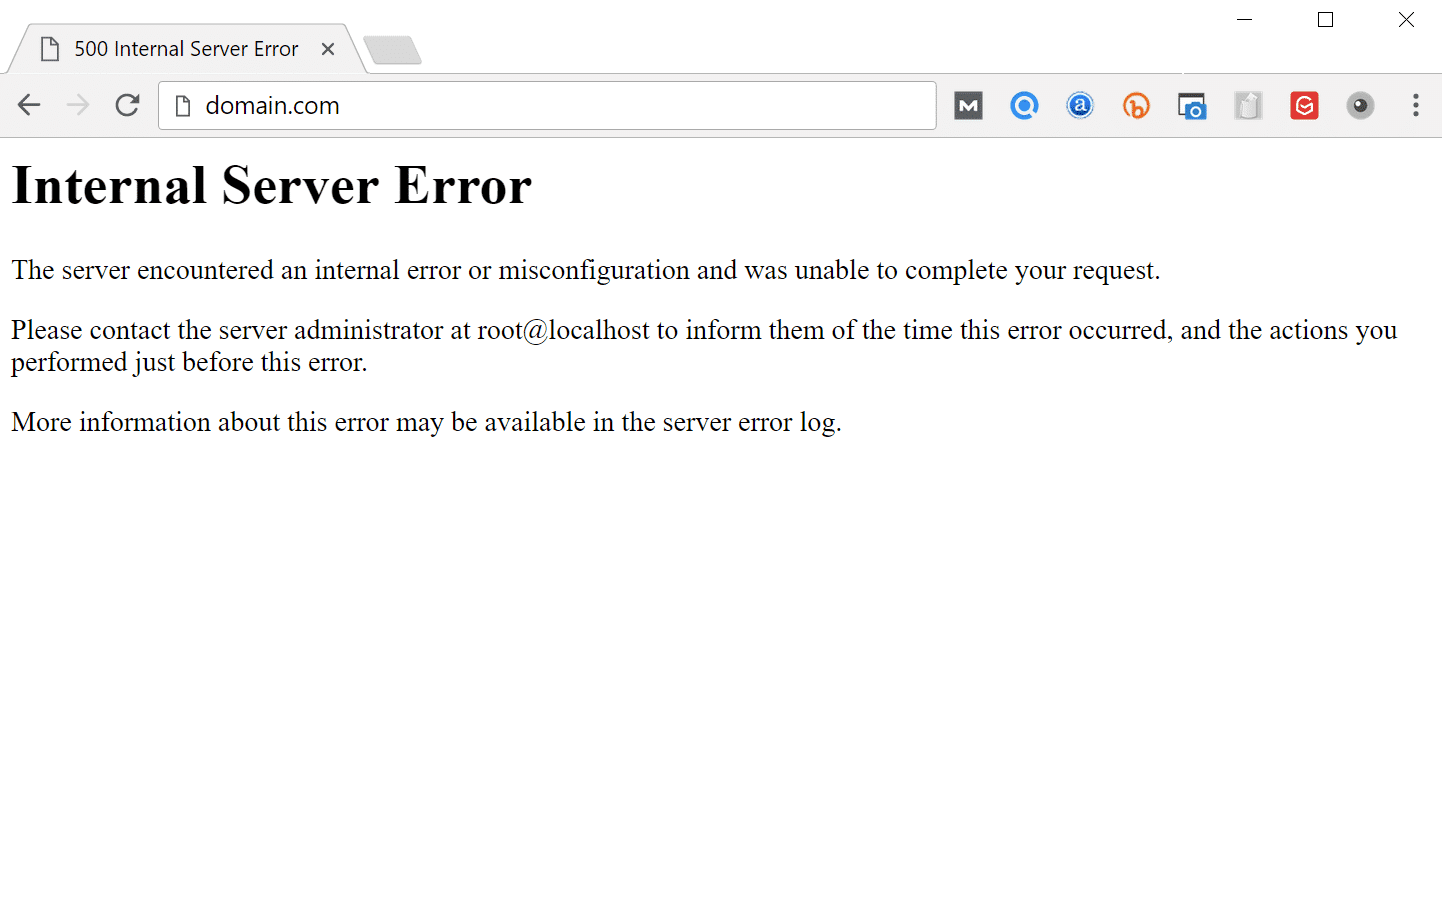 500 Internal Server Error
domain.com
Internal Server Error
The server encountered an internal error or misconfiguration and was unable to complete your request.
Please contact the server administrator at root@localhost to inform them of the time this error occurred, and the actions you
performed just before this error.
More information about this error may be available in the server error log.